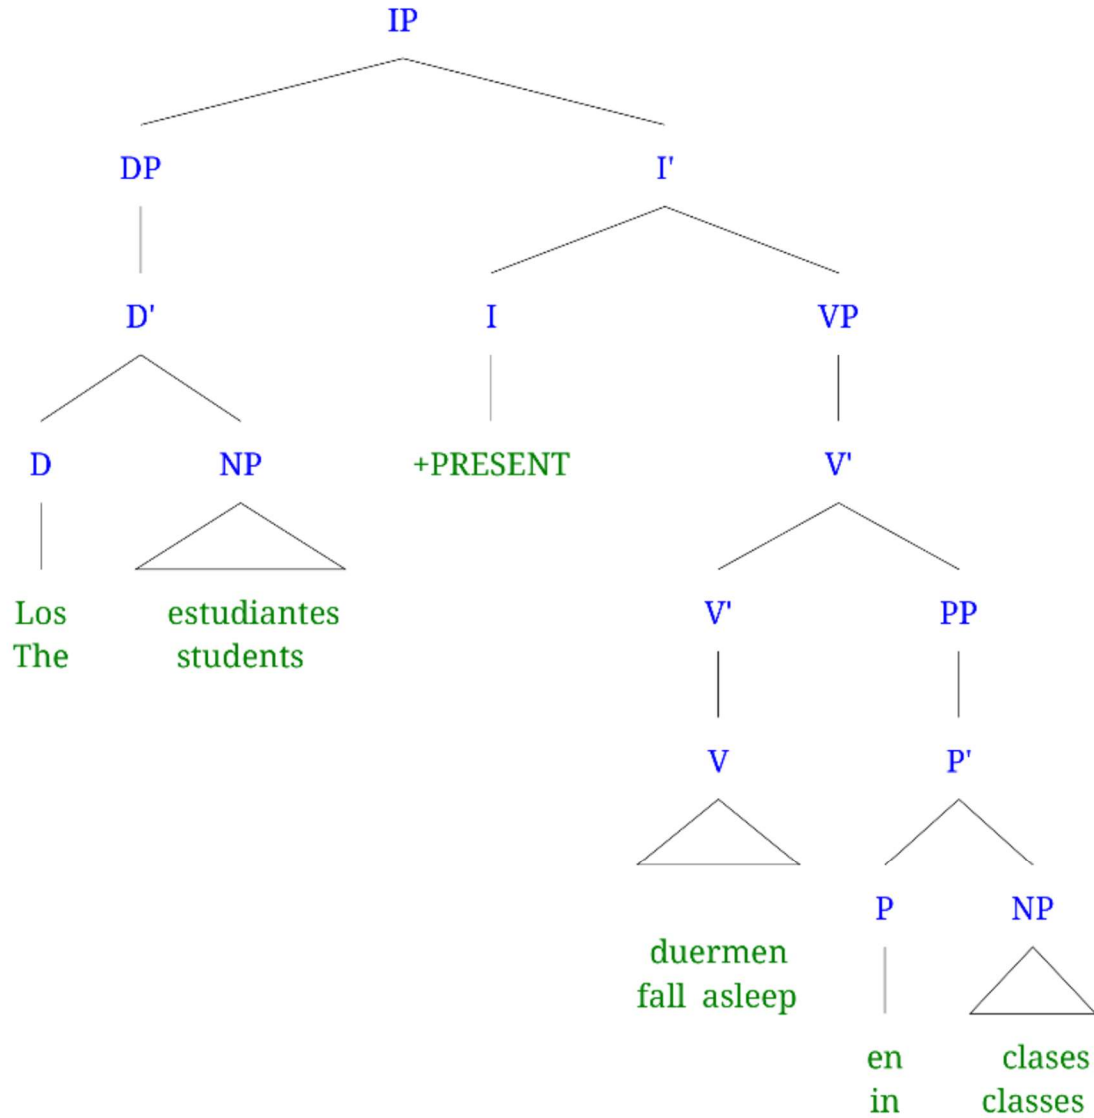 IP
DP I'
D' I VP
D NP +PRESENT V'
Los estudiantes V' PP
The students
V P'
P NP
duermen
fall asleep
en clases
in classes